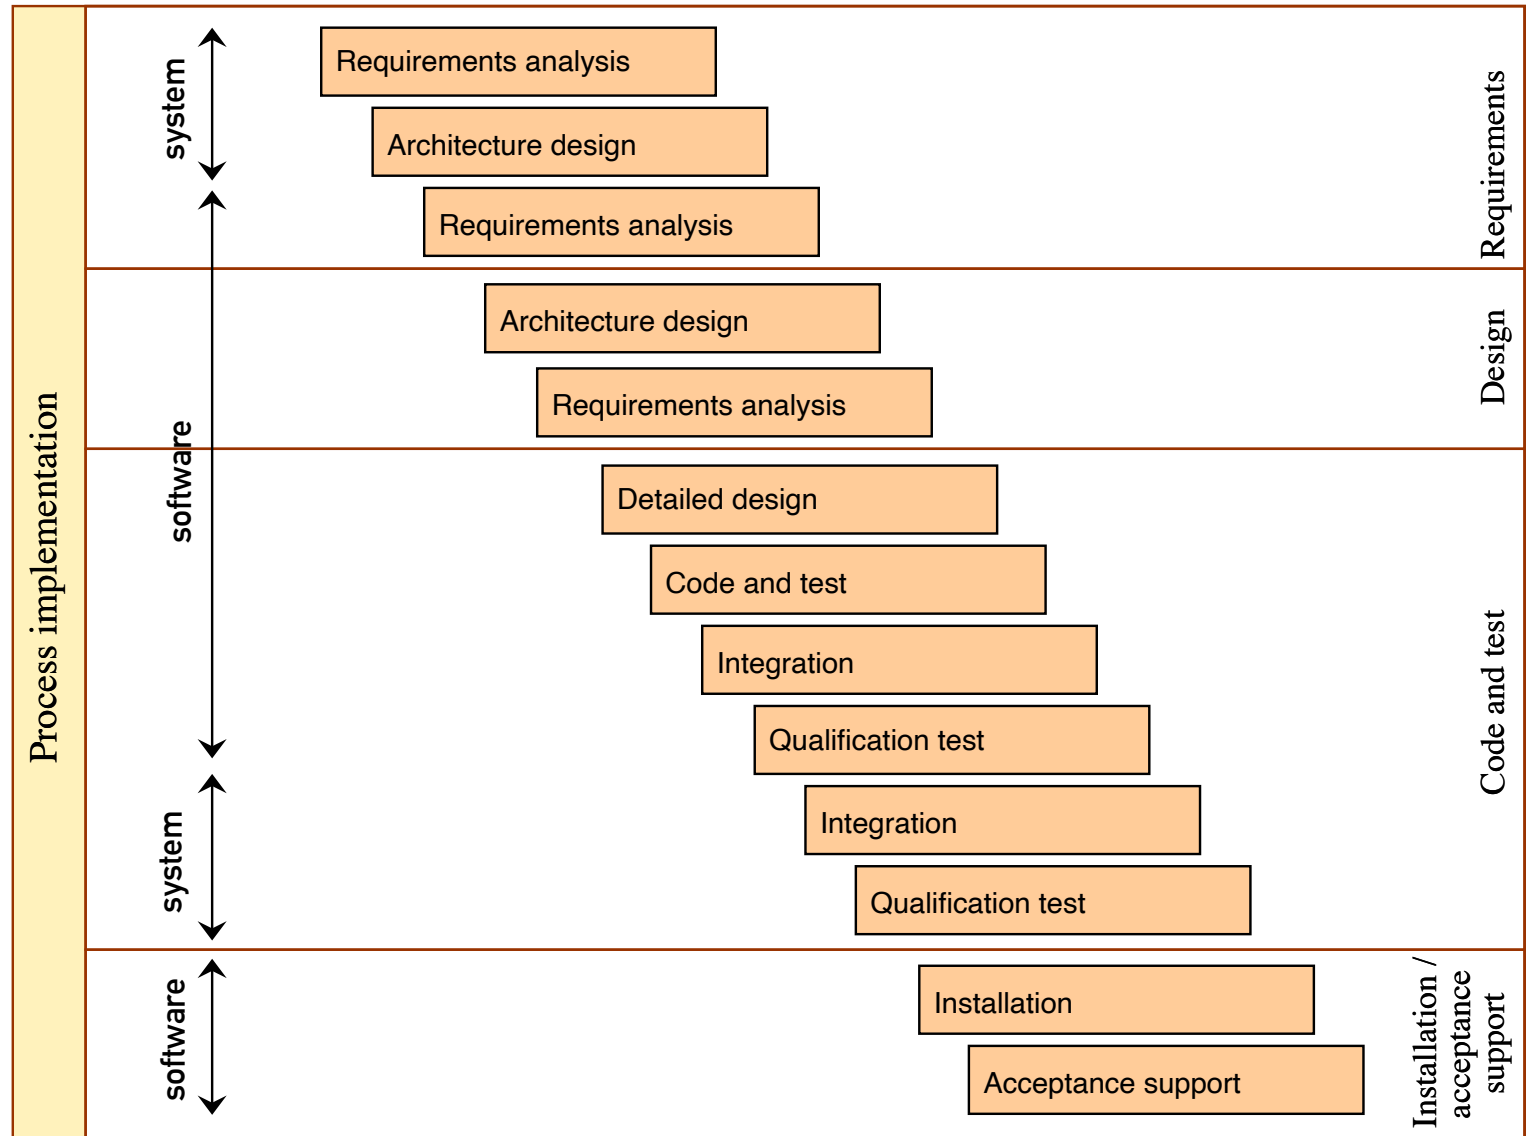 Process implementation
system
Requirements analysis
Architecture design
software
Requirements analysis
Requirements
Architecture design
Requirements analysis
Design
Detailed design
Code and test
Integration
Qualification test
system
Integration
Qualification test
Code and test
software
Installation
Acceptance support
Installation /
acceptance
support